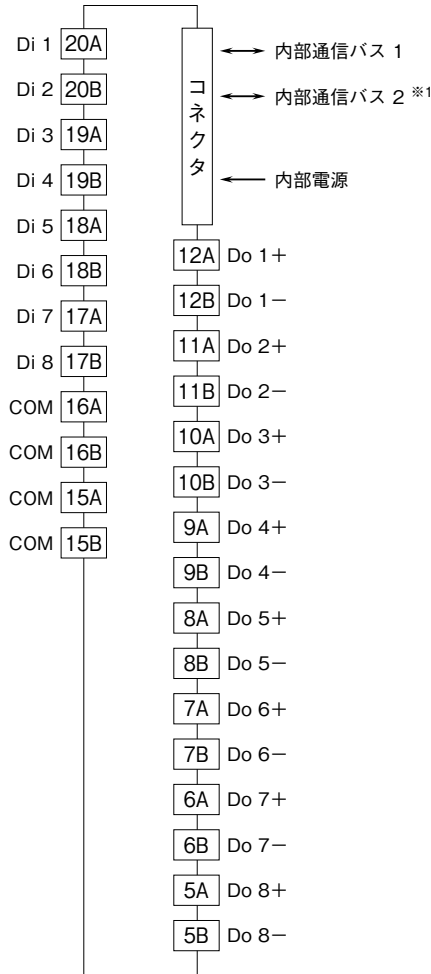 Di 1 20A
Di 2 20B
Di 3 19A
Di 4 19B
Di 5 18A
Di 6 18B
Di 7 17A
Di 8 17B
COM 16A
COM 16B
COM 15A
COM 15B
コネクタ
内部通信バス 1
内部通信バス 2 ※1
内部電源
12A Do 1+
12B Do 1−
11A Do 2+
11B Do 2−
10A Do 3+
10B Do 3−
9A Do 4+
9B Do 4−
8A Do 5+
8B Do 5−
7A Do 6+
7B Do 6−
6A Do 7+
6B Do 7−
5A Do 8+
5B Do 8−